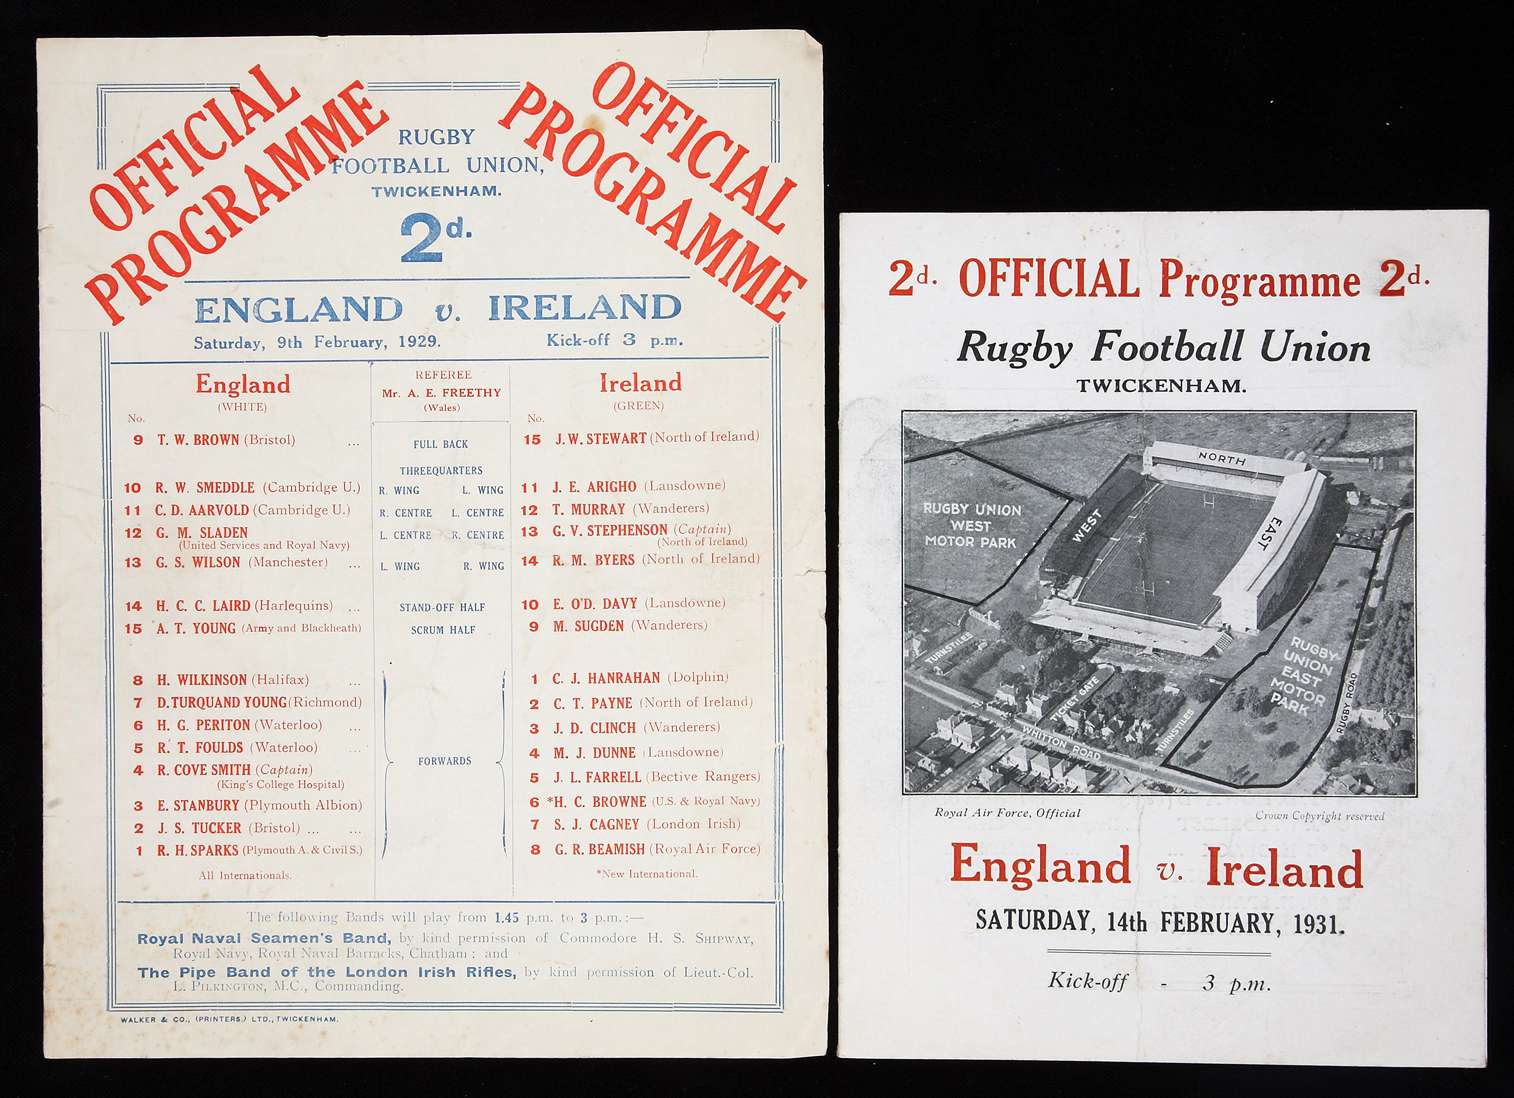 OFFICIAL
PROGRAMME
OFFICIAL
PROGRAMME
RUGBY
FOOTBALL UNION,
TWICKENHAM.
2d.
ENGLAND v. IRELAND
Saturday, 9th February, 1929. Kick-off 3 p.m.
England
(WHITE)
No.
REFEREE
Mr. A. E. FREETHY
(Wales)
Ireland
(GREEN)
No.
9 T. W. BROWN (Bristol) ... FULL BACK 15 J. W. STEWART (North of Ireland)
THREEQUARTERS
10 R. W. SMEDDLE (Cambridge U.) R. WING L. WING 11 J. E. ARIGHO (Lansdowne)
11 C. D. AARVOLD (Cambridge U.) R. CENTRE L. CENTRE 12 T. MURRAY (Wanderers)
12 G. M. SLADEN
(United Services and Royal Navy) L. CENTRE R. CENTRE 13 G. V. STEPHENSON (Captain)
(North of Ireland)
13 G. S. WILSON (Manchester) ... L. WING R. WING 14 R. M. BYERS (North of Ireland)
14 H. C. C. LAIRD (Harlequins) ... STAND-OFF HALF 10 E. O'D. DAVY (Lansdowne)
15 A. T. YOUNG (Army and Blackheath) SCRUM HALF 9 M. SUGDEN (Wanderers)
8 H. WILKINSON (Halifax) ... 1 C. J. HANRAHAN (Dolphin)
7 D. TURQUAND YOUNG (Richmond) 2 C. T. PAYNE (North of Ireland)
6 H. G. PERITON (Waterloo) ... 3 J. D. CLINCH (Wanderers)
5 R. T. FOULDS (Waterloo) ... 4 M. J. DUNNE (Lansdowne)
4 R. COVE SMITH (Captain)
(King's College Hospital) FORWARDS 5 J. L. FARRELL (Bective Rangers)
3 E. STANBURY (Plymouth Albion) 6 *H. C. BROWNE (U.S. & Royal Navy)
2 J. S. TUCKER (Bristol) ... ... 7 S. J. CAGNEY (London Irish)
1 R. H. SPARKS (Plymouth A. & Civil S.) 8 G. R. BEAMISH (Royal Air Force)
All Internationals. *New International.
The following Bands will play from 1.45 p.m. to 3 p.m.:—
Royal Naval Seamen's Band, by kind permission of Commodore H. S. SHIPWAY,
Royal Navy, Royal Naval Barracks, Chatham; and
The Pipe Band of the London Irish Rifles, by kind permission of Lieut.-Col.
L. PILKINGTON, M.C., Commanding.
WALKER & CO., (PRINTERS,) LTD., TWICKENHAM.
2d. OFFICIAL Programme 2d.
Rugby Football Union
TWICKENHAM.
NORTH
WEST
EAST
RUGBY UNION
WEST
MOTOR PARK
RUGBY
UNION
EAST
MOTOR
PARK
TURNSTILES
TICKET GATE
TURNSTILES
WHITTON ROAD
RUGBY ROAD
Royal Air Force, Official Crown Copyright reserved
England v. Ireland
SATURDAY, 14th FEBRUARY, 1931.
Kick-off - 3 p.m.